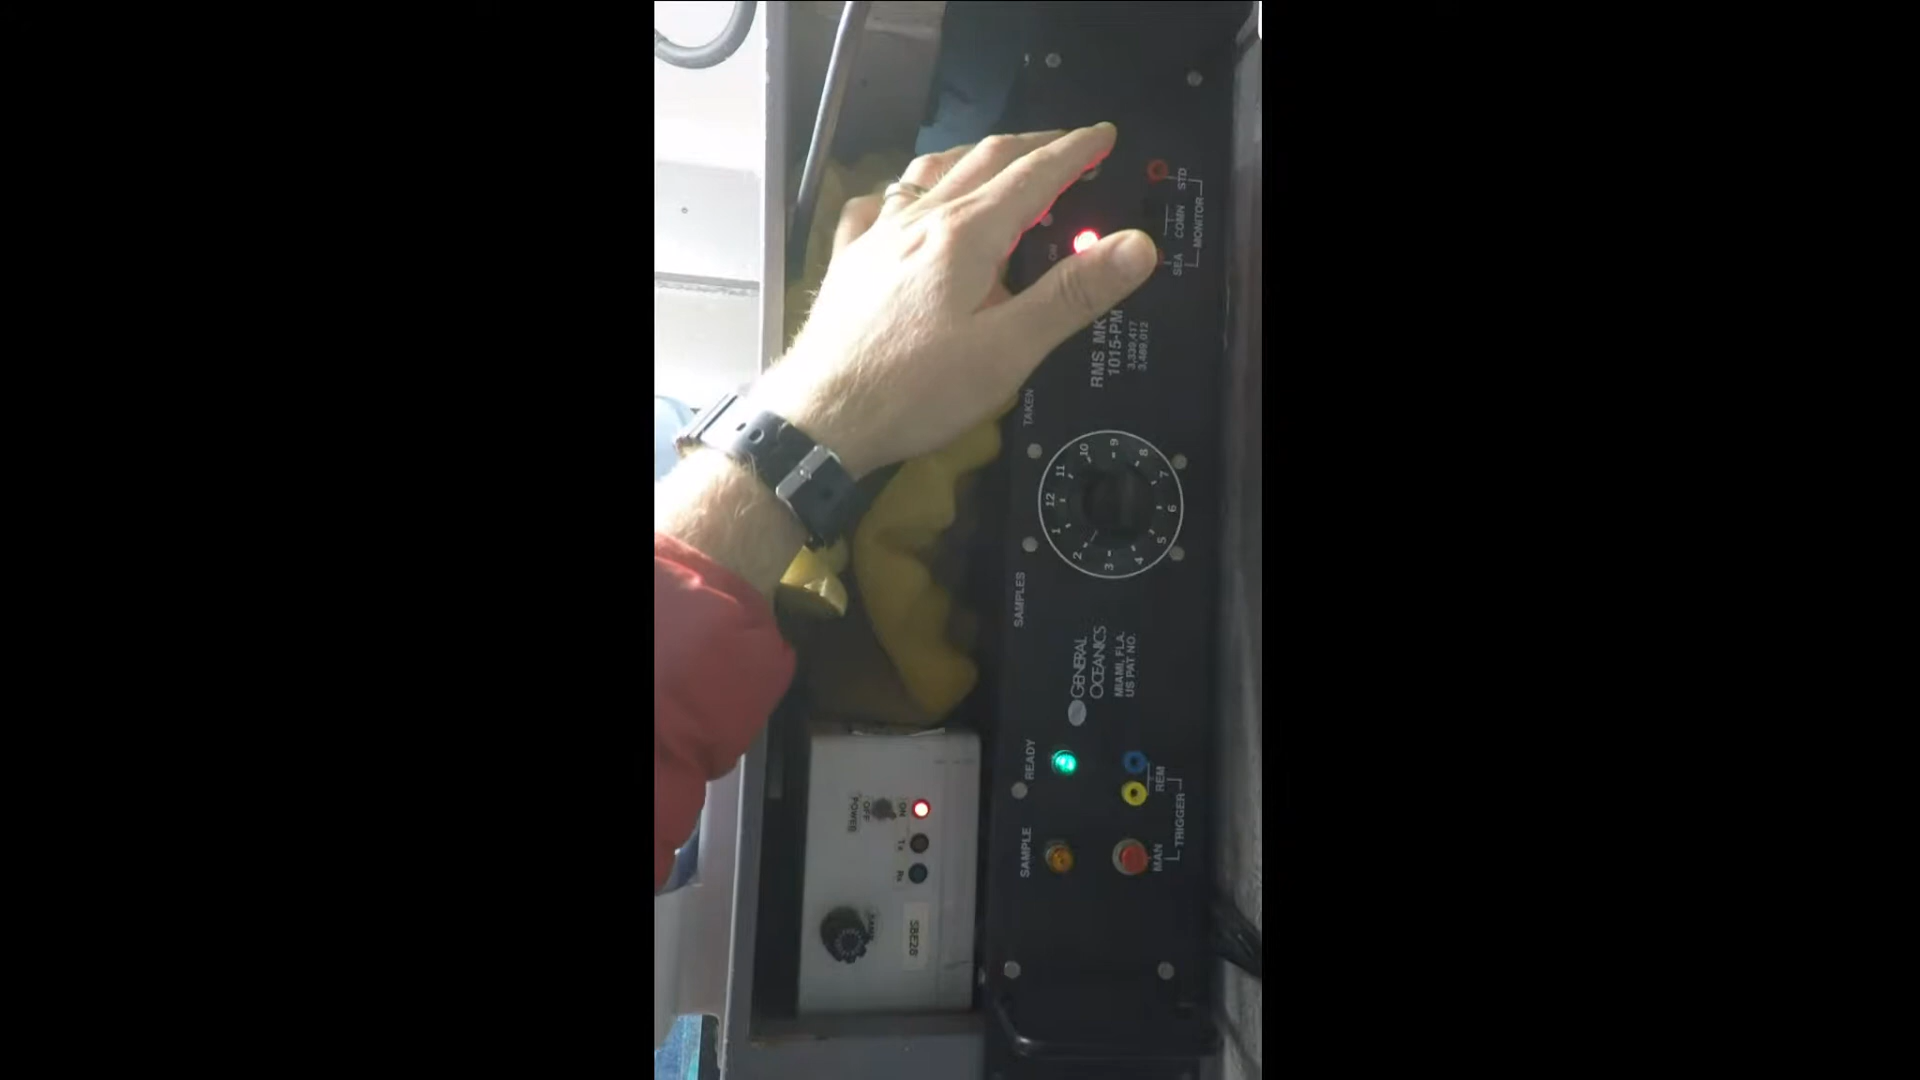 STD
COMN
SEA
MONITOR
ON
RMS MK
1015-PM
3,339,417
3,489,012
TAKEN
9
10
11
12
1
2
3
4
5
6
7
8
SAMPLES
GENERAL
OCEANICS
MIAMI, FLA.
US PAT NO.
READY
REM
TRIGGER
SAMPLE
MAN
POWER
OFF
ON
Tx
Rx